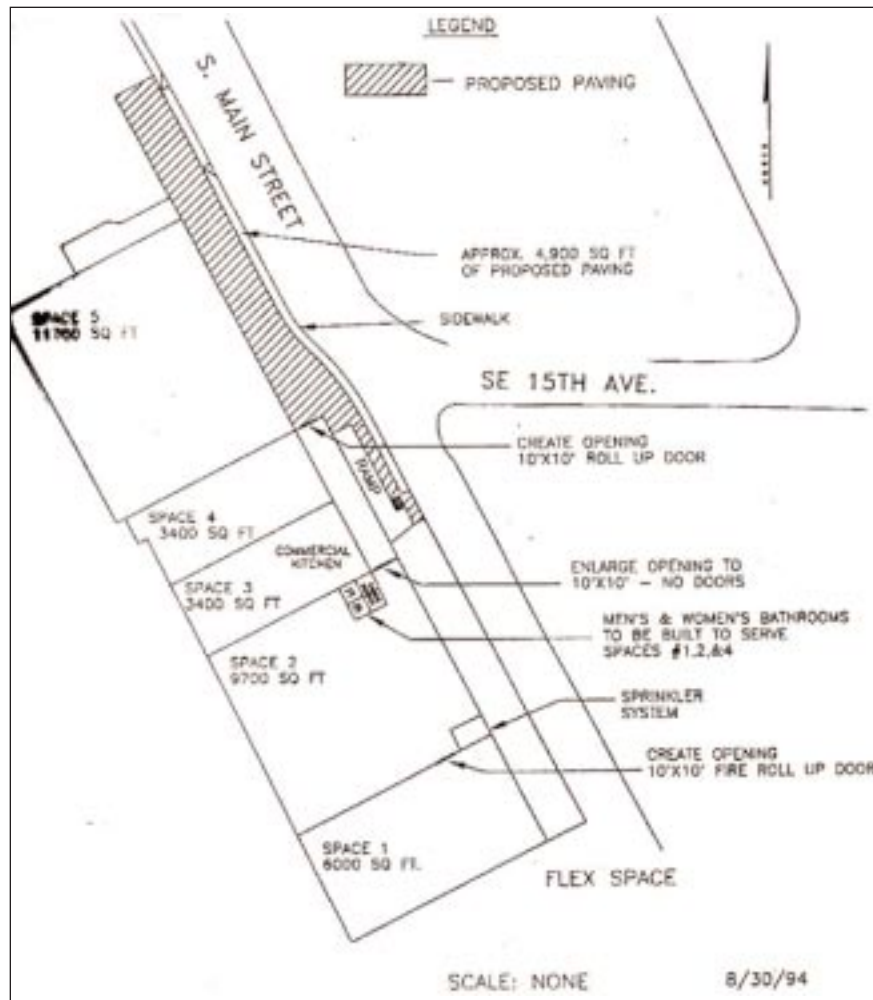 LEGEND
PROPOSED PAVING
S. MAIN STREET
NORTH
APPROX. 4,900 SQ FT
OF PROPOSED PAVING
SIDEWALK
SPACE 5
11700 SQ FT
SE 15TH AVE.
CREATE OPENING
10'X10' ROLL UP DOOR
RAMP
SPACE 4
3400 SQ FT
COMMERCIAL
KITCHEN
ENLARGE OPENING TO
10'X10' - NO DOORS
SPACE 3
3400 SQ FT
MEN'S & WOMEN'S BATHROOMS
TO BE BUILT TO SERVE
SPACES #1,2,&4
SPACE 2
9700 SQ FT
SPRINKLER
SYSTEM
CREATE OPENING
10'X10' FIRE ROLL UP DOOR
SPACE 1
6000 SQ FT.
FLEX SPACE
SCALE: NONE
8/30/94